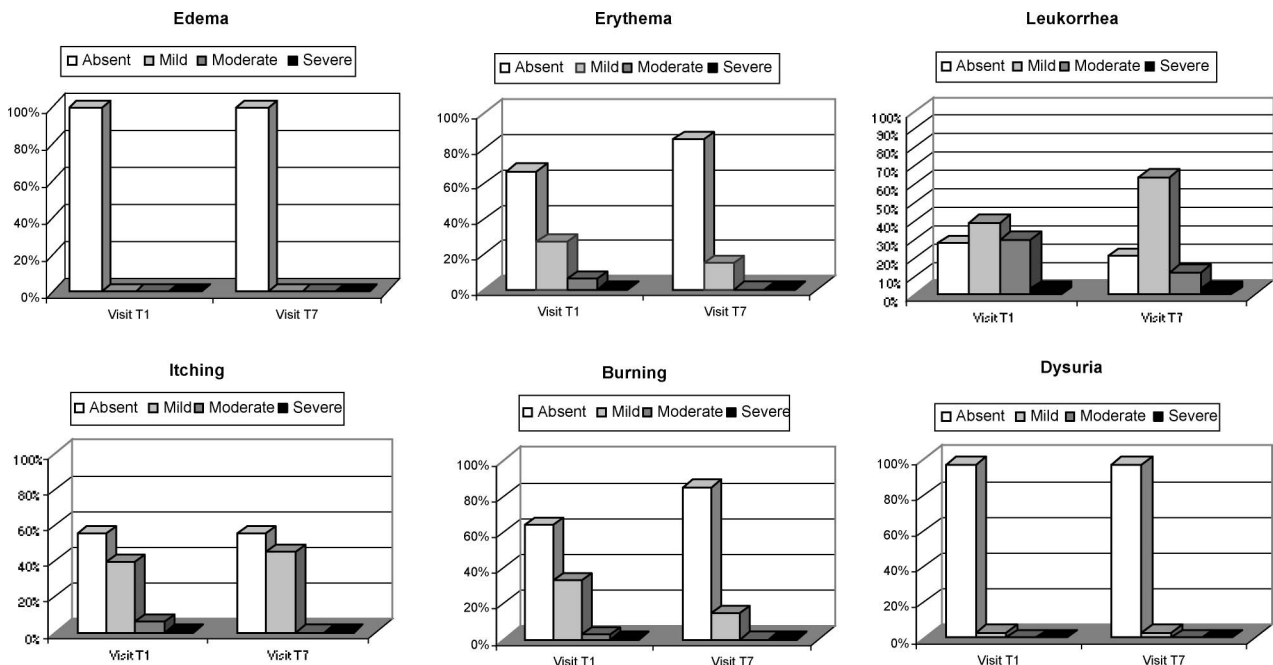 Edema
Absent Mild Moderate Severe
100%
80%
60%
40%
20%
0%
Visit T1 Visit T7
Erythema
Absent Mild Moderate Severe
100%
80%
60%
40%
20%
0%
Visit T1 Visit T7
Leukorrhea
Absent Mild Moderate Severe
100%
90%
80%
70%
60%
50%
40%
30%
20%
10%
0%
Visit T1 Visit T7
Itching
Absent Mild Moderate Severe
100%
80%
60%
40%
20%
0%
Visit T1 Visit T7
Burning
Absent Mild Moderate Severe
100%
80%
60%
40%
20%
0%
Visit T1 Visit T7
Dysuria
Absent Mild Moderate Severe
100%
80%
60%
40%
20%
0%
Visit T1 Visit T7